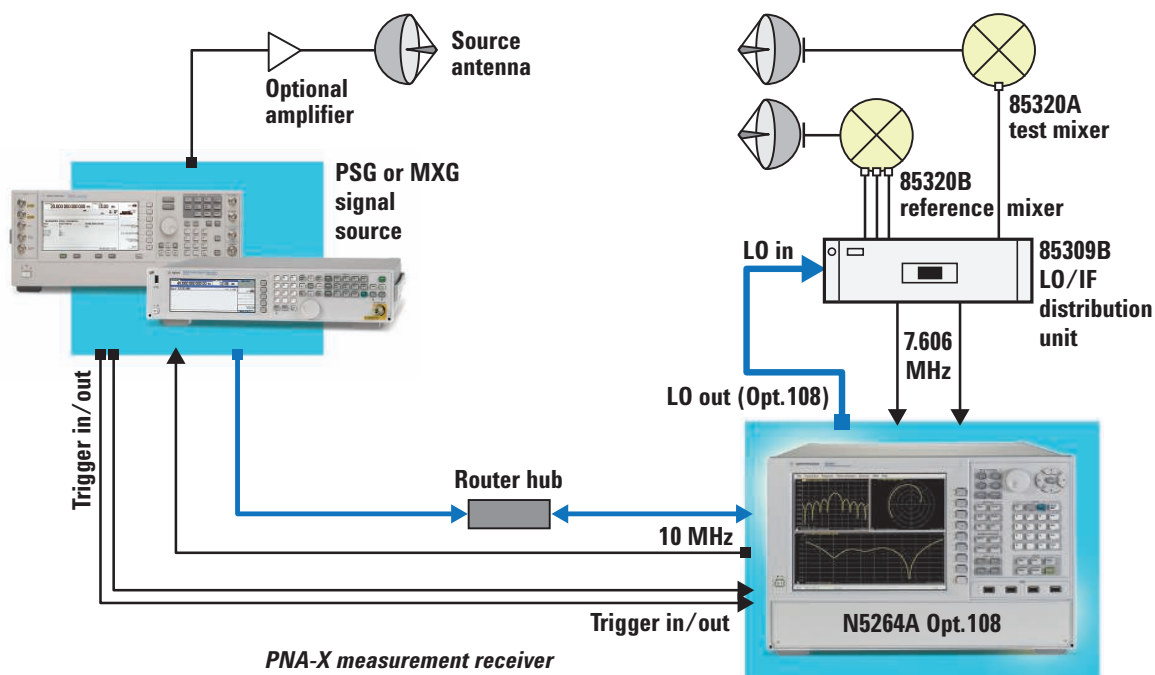 Source
antenna
Optional
amplifier
85320A
test mixer
PSG or MXG
signal
source
85320B
reference mixer
LO in
85309B
LO/IF
distribution
unit
7.606
MHz
LO out (Opt.108)
Trigger in/out
Router hub
10 MHz
Trigger in/out
N5264A Opt.108
PNA-X measurement receiver